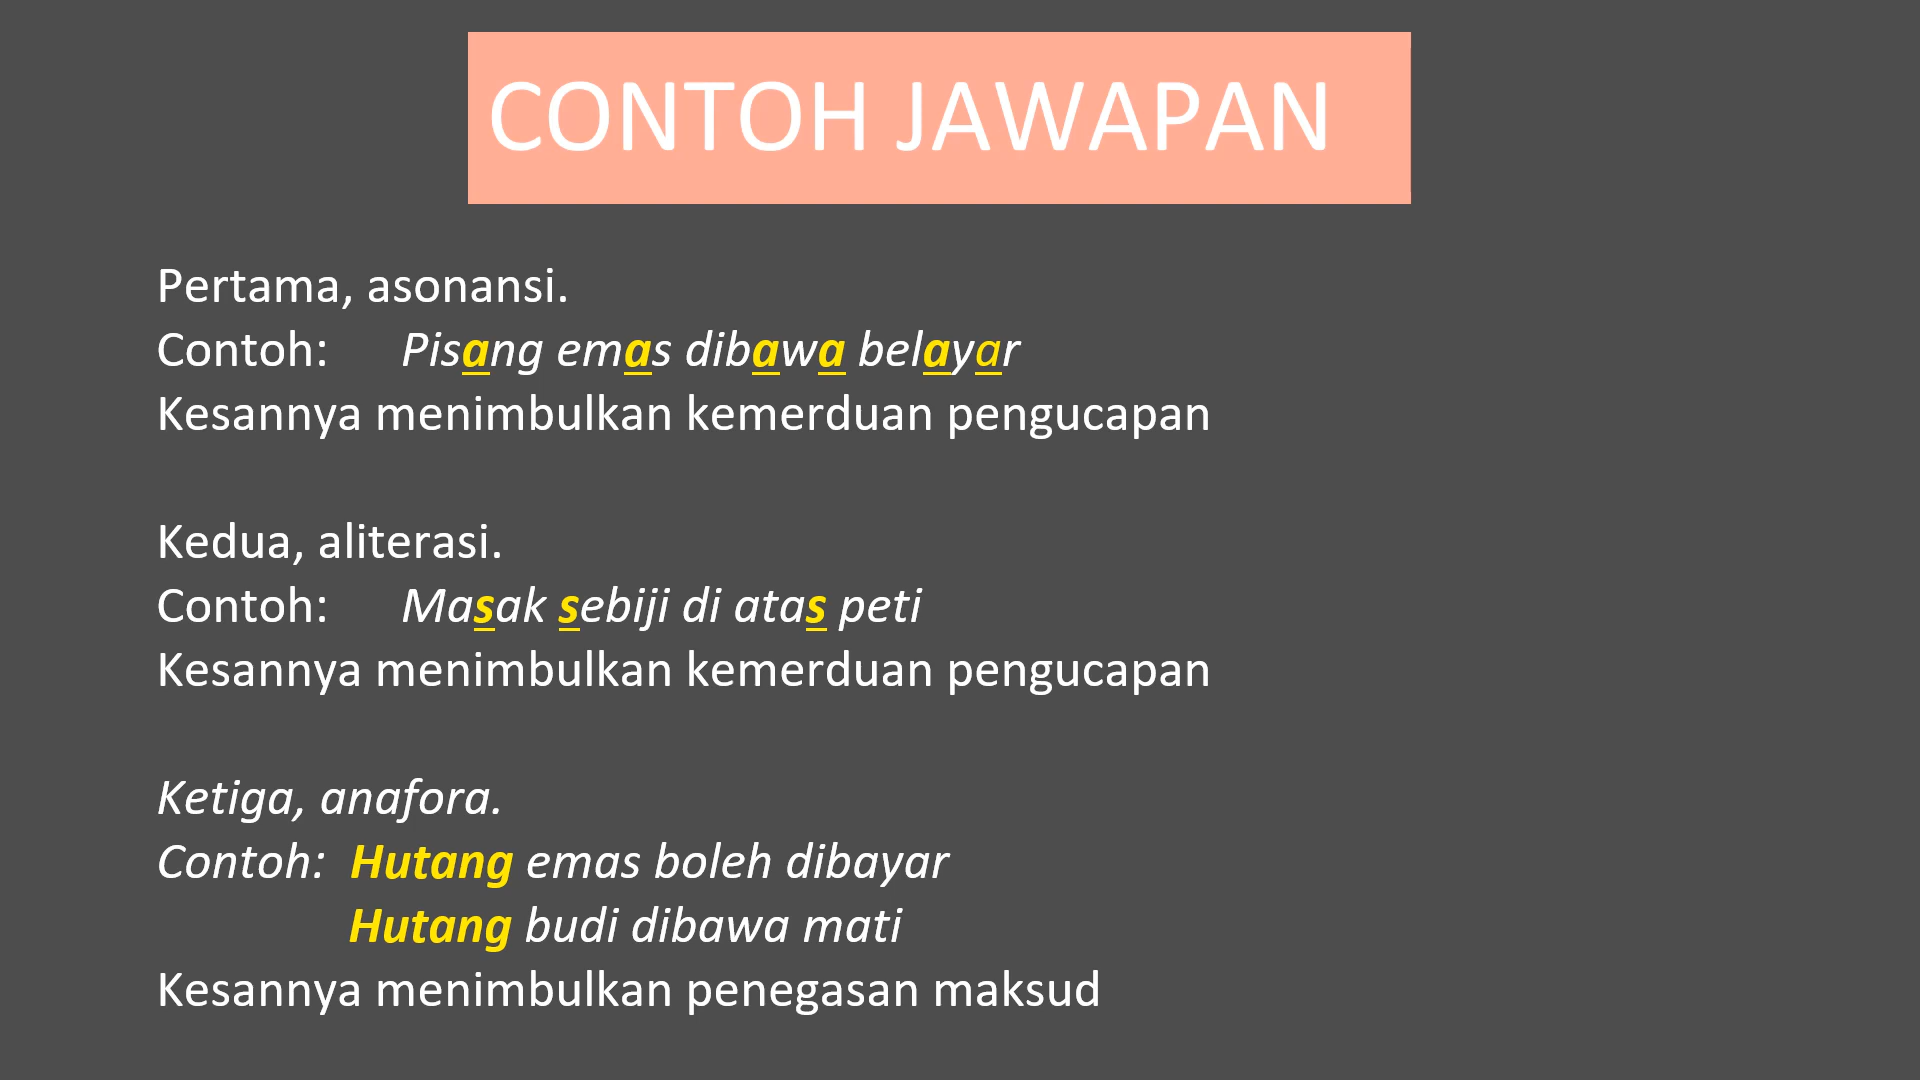 CONTOH JAWAPAN
Pertama, asonansi.
Contoh: Pisang emas dibawa belayar
Kesannya menimbulkan kemerduan pengucapan
Kedua, aliterasi.
Contoh: Masak sebiji di atas peti
Kesannya menimbulkan kemerduan pengucapan
Ketiga, anafora.
Contoh: Hutang emas boleh dibayar
Hutang budi dibawa mati
Kesannya menimbulkan penegasan maksud